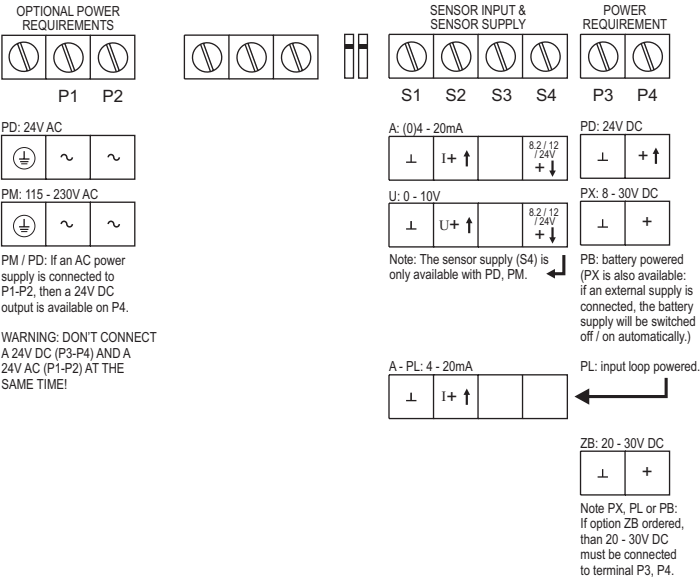 OPTIONAL POWER
REQUIREMENTS
P1 P2
PD: 24V AC
~ ~
PM: 115 - 230V AC
~ ~
PM / PD: If an AC power
supply is connected to
P1-P2, then a 24V DC
output is available on P4.
WARNING: DON'T CONNECT
A 24V DC (P3-P4) AND A
24V AC (P1-P2) AT THE
SAME TIME!
SENSOR INPUT &
SENSOR SUPPLY
S1 S2 S3 S4
A: (0)4 - 20mA
⊥ I+ ↑ 8.2 / 12
/ 24V
+ ↓
U: 0 - 10V
⊥ U+ ↑ 8.2 / 12
/ 24V
+ ↓
Note: The sensor supply (S4) is
only available with PD, PM.
A - PL: 4 - 20mA
⊥ I+ ↑
POWER
REQUIREMENT
P3 P4
PD: 24V DC
⊥ + ↑
PX: 8 - 30V DC
⊥ +
PB: battery powered
(PX is also available:
if an external supply is
connected, the battery
supply will be switched
off / on automatically.)
PL: input loop powered.
ZB: 20 - 30V DC
⊥ +
Note PX, PL or PB:
If option ZB ordered,
than 20 - 30V DC
must be connected
to terminal P3, P4.